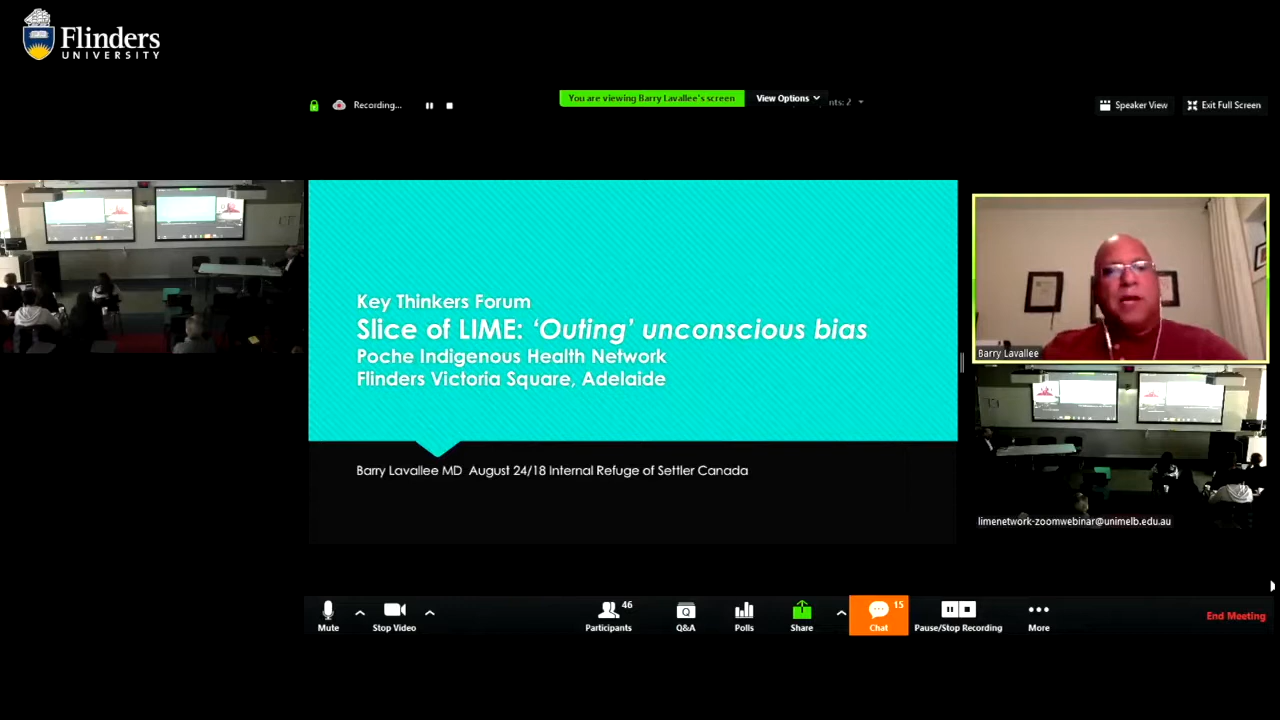 Flinders
UNIVERSITY
Recording...
You are viewing Barry Lavallee's screen
View Options
nts: 2
Speaker View
Exit Full Screen
Key Thinkers Forum
Slice of LIME: ‘Outing’ unconscious bias
Poche Indigenous Health Network
Flinders Victoria Square, Adelaide
Barry Lavallee MD August 24/18 Internal Refuge of Settler Canada
Barry Lavallee
limenetwork-zoomwebinar@unimelb.edu.au
Mute
Stop Video
46
Participants
Q&A
Polls
Share
15
Chat
Pause/Stop Recording
More
End Meeting